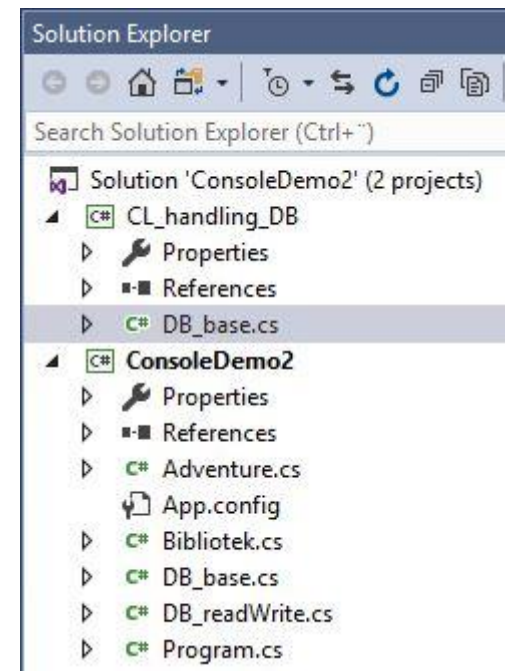 Solution Explorer
Search Solution Explorer (Ctrl+¨)
Solution 'ConsoleDemo2' (2 projects)
C# CL_handling_DB
Properties
References
C# DB_base.cs
C# ConsoleDemo2
Properties
References
C# Adventure.cs
App.config
C# Bibliotek.cs
C# DB_base.cs
C# DB_readWrite.cs
C# Program.cs